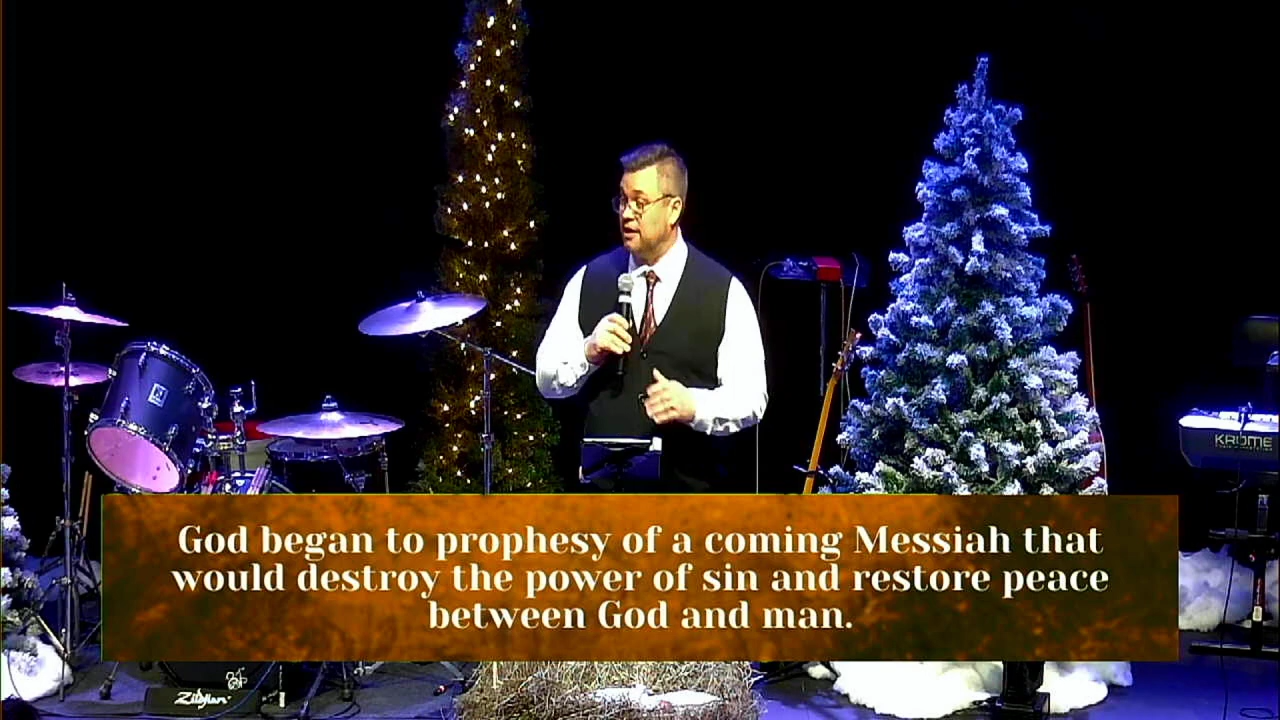 KROME
God began to prophesy of a coming Messiah that
would destroy the power of sin and restore peace
between God and man.
Zildjian